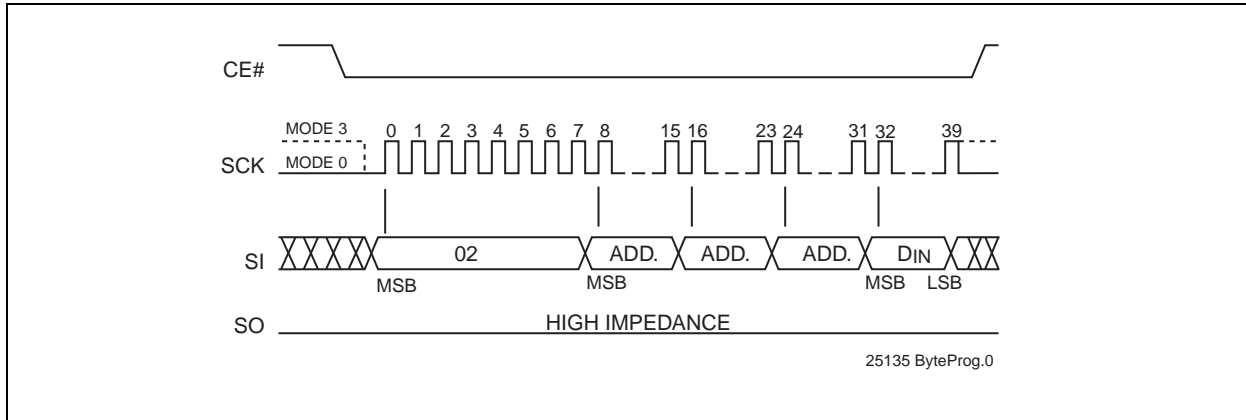 CE#
MODE 3
0 1 2 3 4 5 6 7 8 15 16 23 24 31 32 39
SCK MODE 0
SI 02 ADD. ADD. ADD. DIN
MSB MSB MSB LSB
SO HIGH IMPEDANCE
25135 ByteProg.0